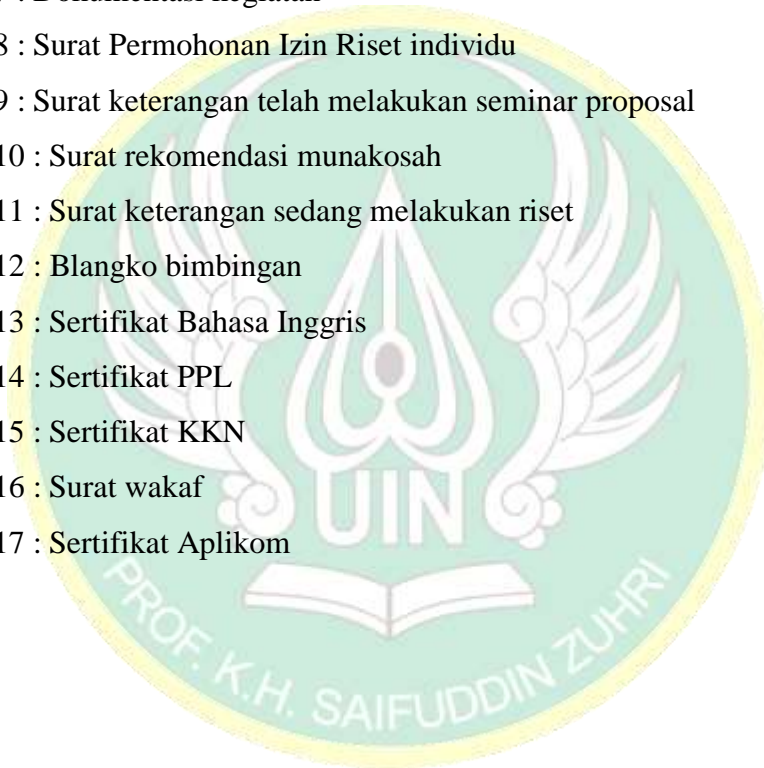 8 : Surat Permohonan Izin Riset individu
9 : Surat keterangan telah melakukan seminar proposal
10 : Surat rekomendasi munakosah
11 : Surat keterangan sedang melakukan riset
12 : Blangko bimbingan
13 : Sertifikat Bahasa Inggris
14 : Sertifikat PPL
15 : Sertifikat KKN
16 : Surat wakaf
17 : Sertifikat Aplikom
UIN
PROF. K.H. SAIFUDDIN ZUHRI